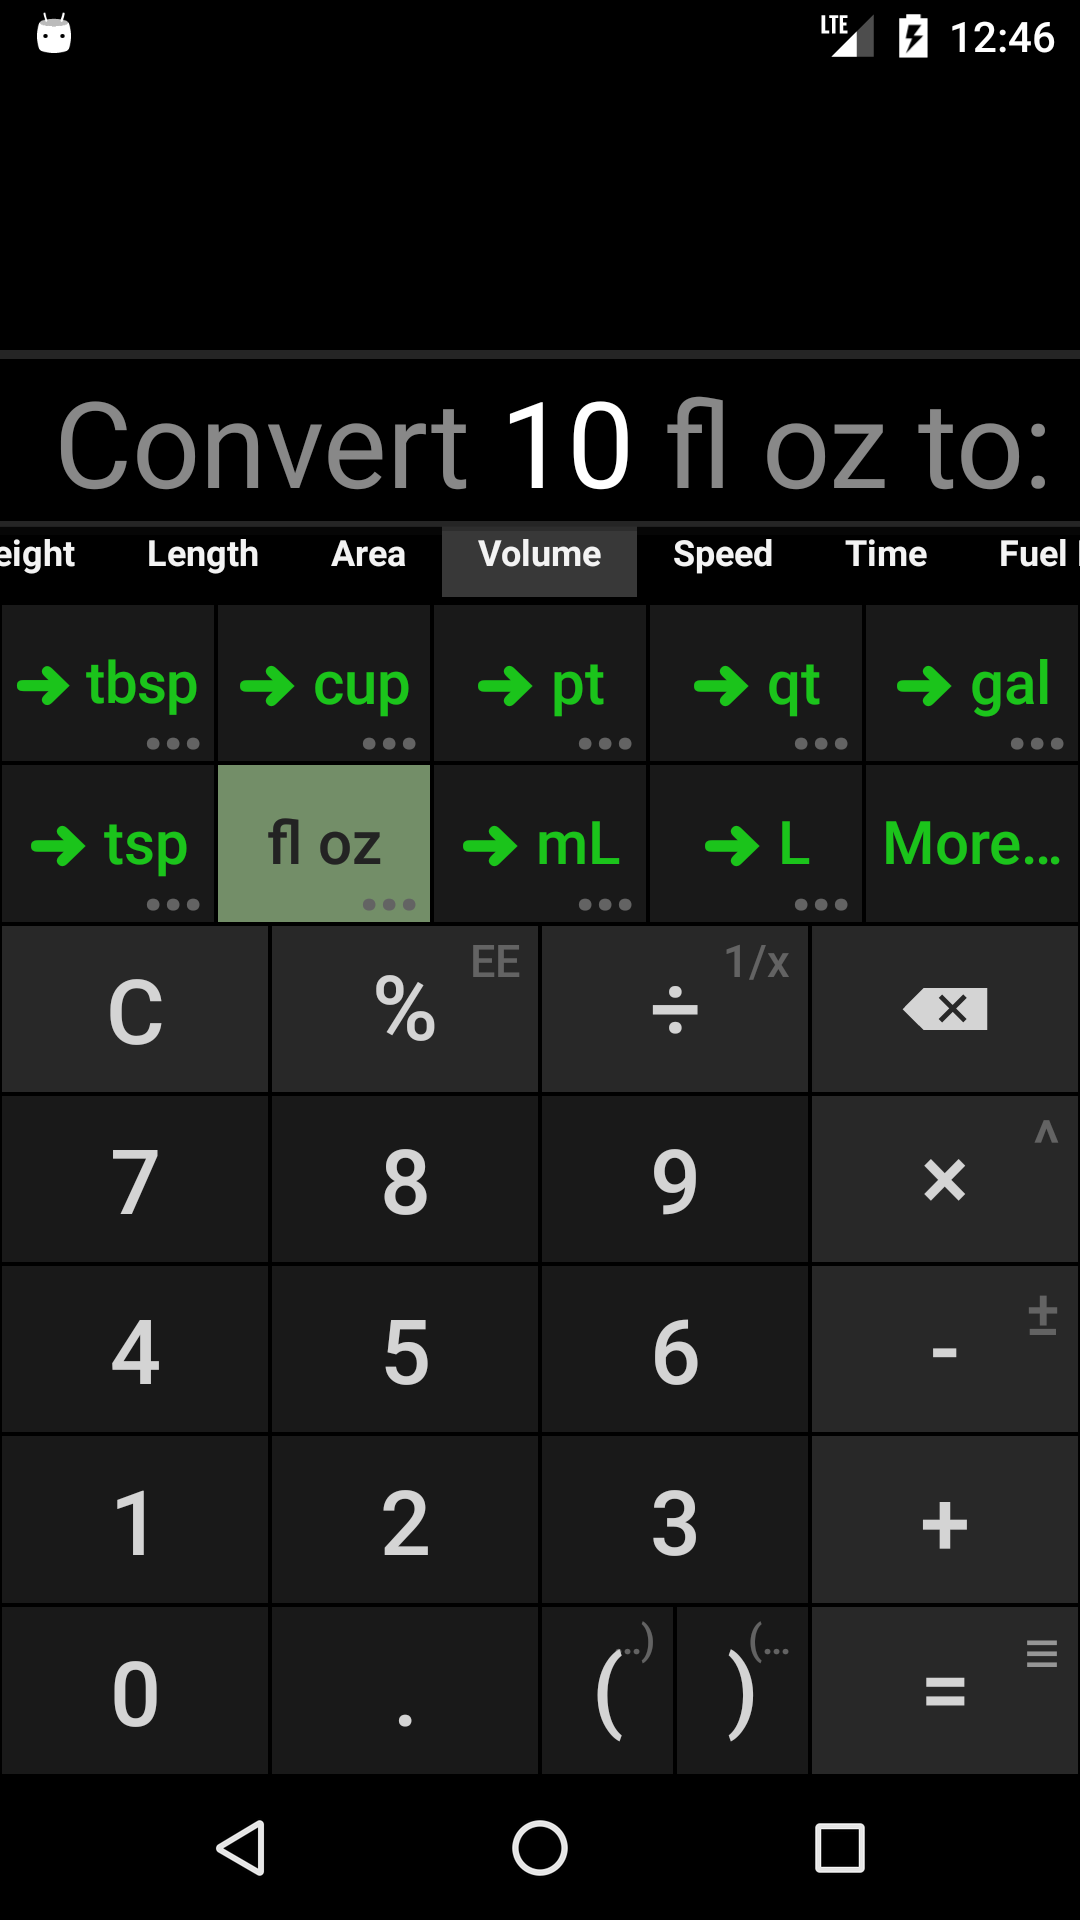 LTE 12:46
Convert 10 fl oz to:
eight Length Area Volume Speed Time Fuel
tbsp cup pt qt gal
tsp fl oz mL L More...
C % EE ÷ 1/x
7 8 9 × ^
4 5 6 - ±
1 2 3 +
0 . ( ..) ) (... =